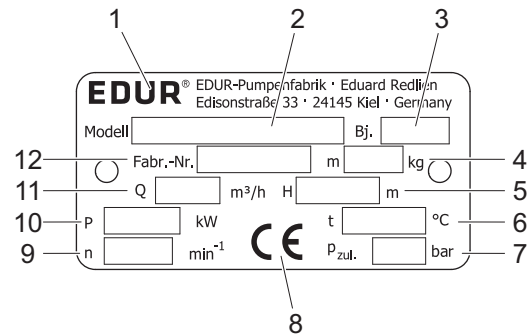 1 2 3
EDUR® EDUR-Pumpenfabrik · Eduard Redlien
Edisonstraße 33 · 24145 Kiel · Germany
Modell Bj.
12 Fabr.-Nr. m kg 4
11 Q m³/h H m 5
10 P kW t °C 6
9 n min⁻¹ CE pzul. bar 7
8